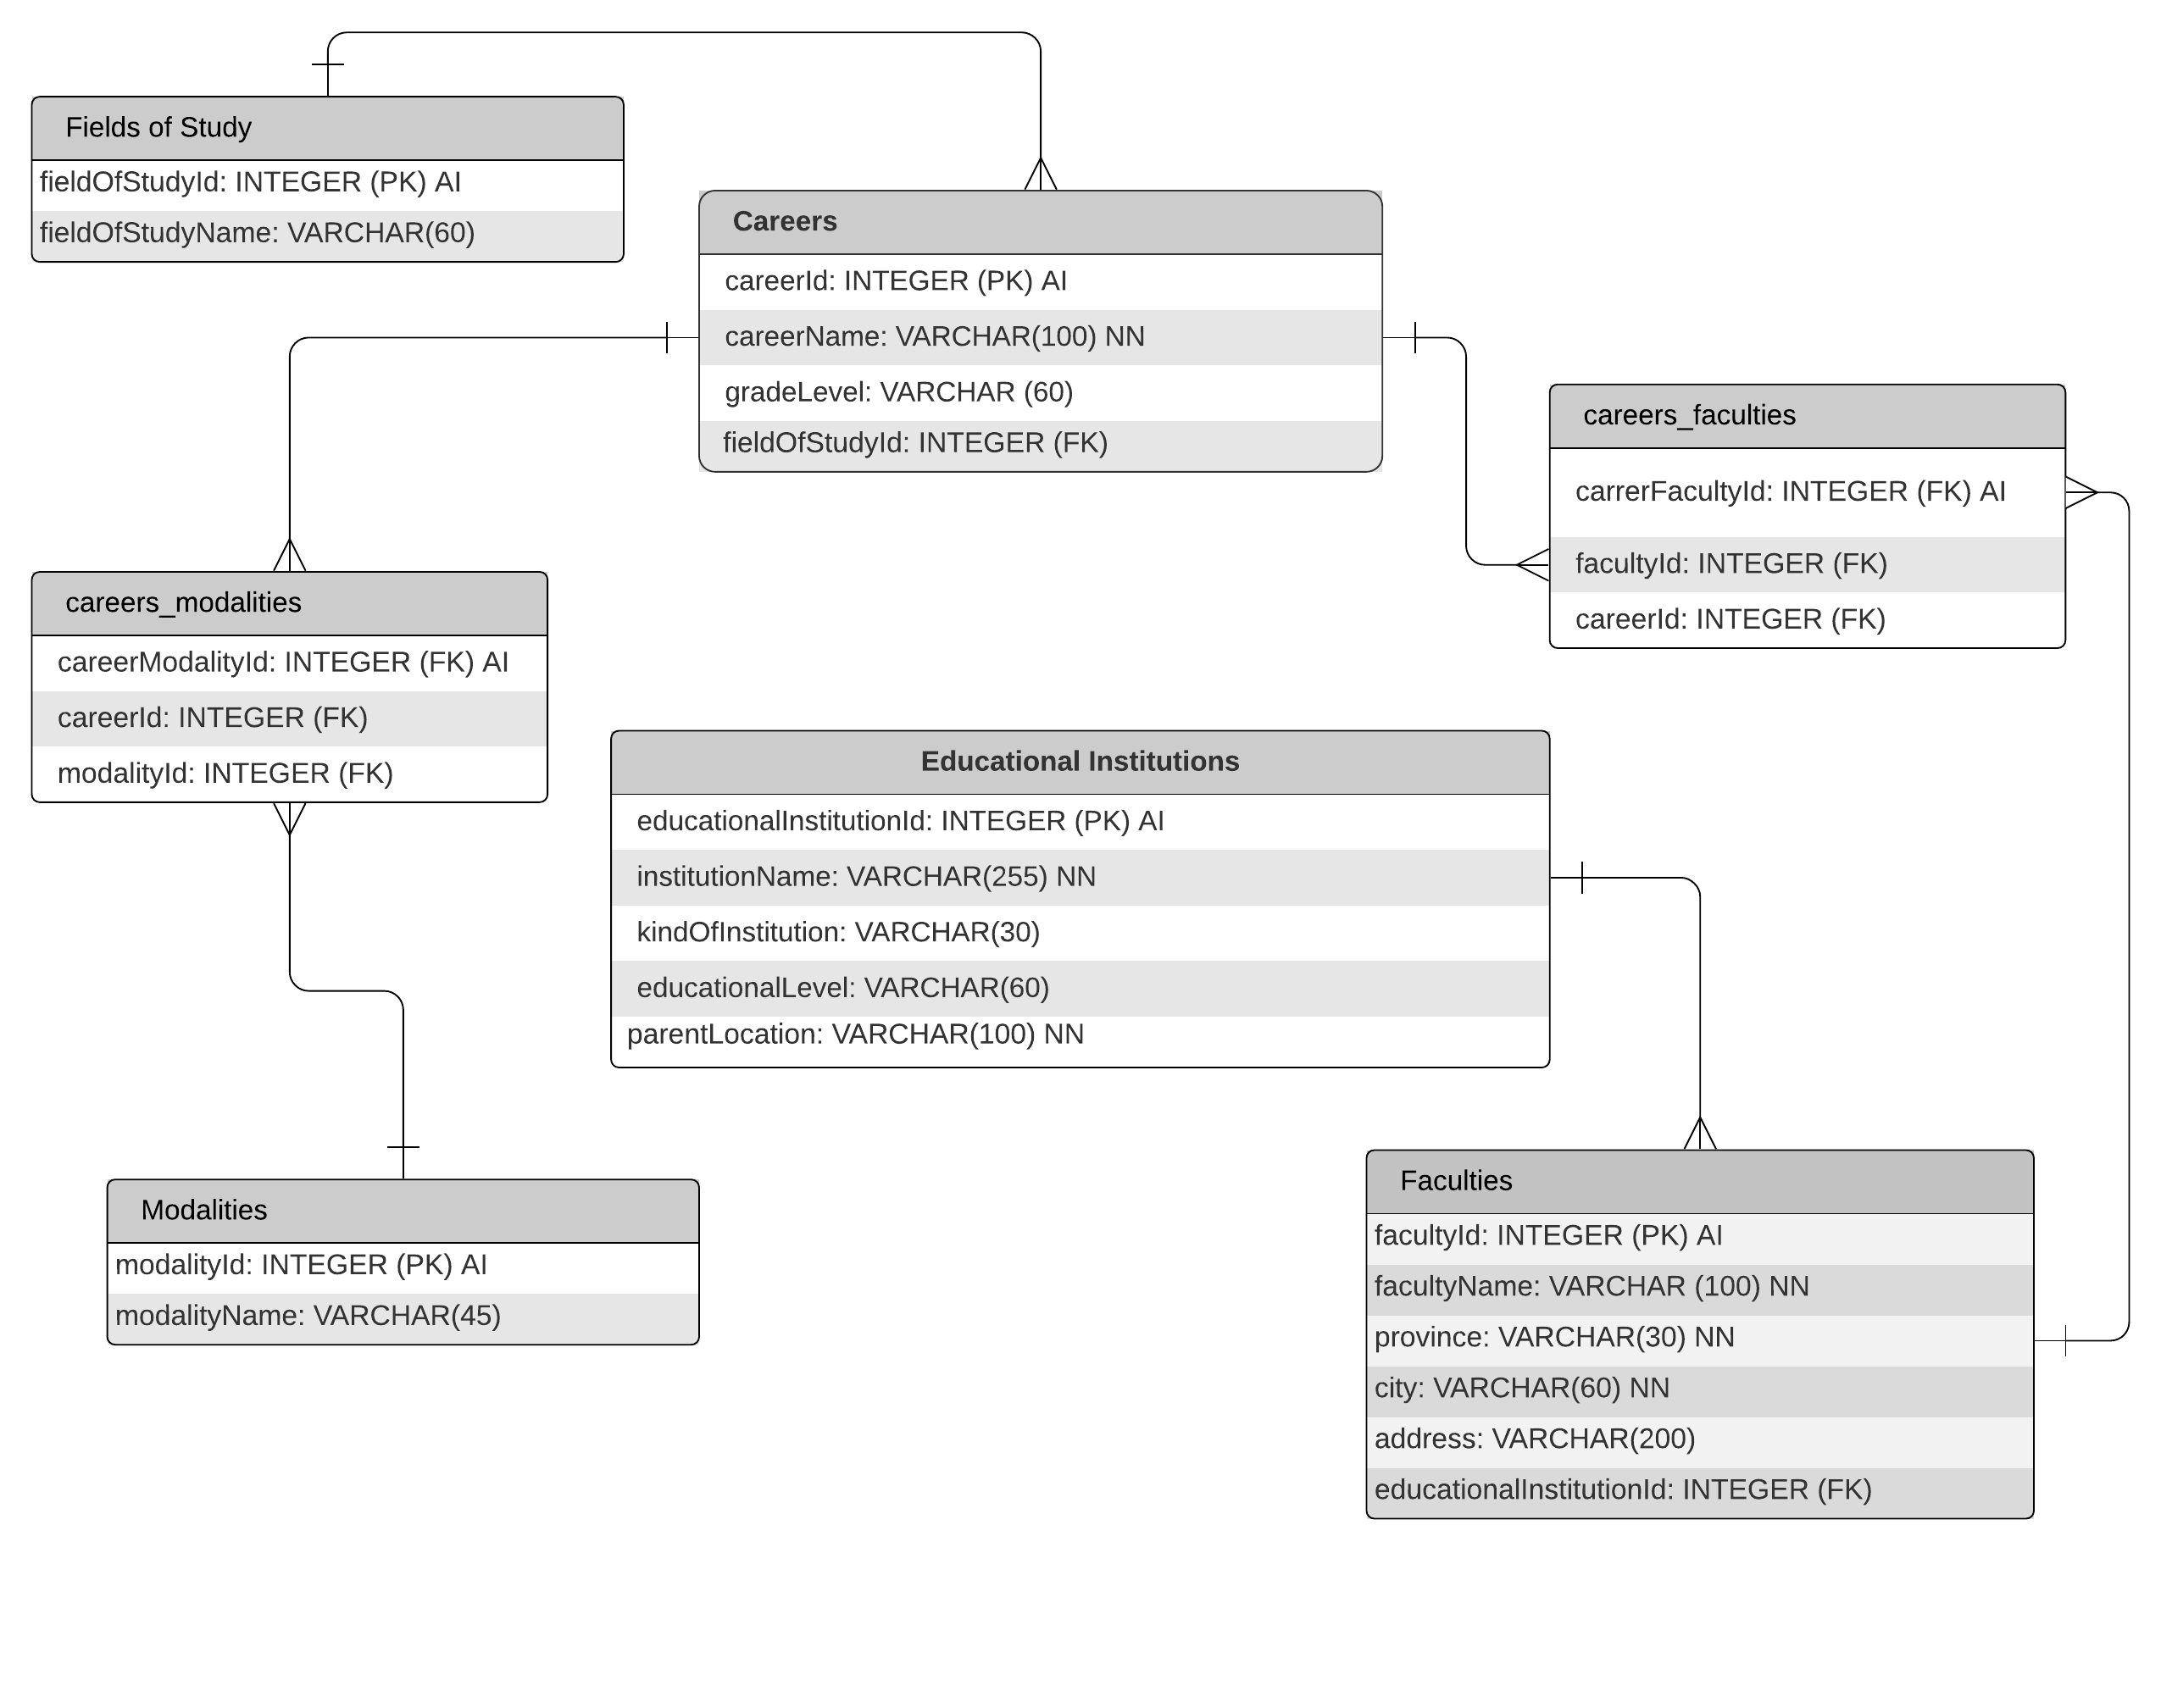 Fields of Study
fieldOfStudyId: INTEGER (PK) AI
fieldOfStudyName: VARCHAR(60)
Careers
careerId: INTEGER (PK) AI
careerName: VARCHAR(100) NN
gradeLevel: VARCHAR (60)
fieldOfStudyId: INTEGER (FK)
careers_faculties
carrerFacultyId: INTEGER (FK) AI
facultyId: INTEGER (FK)
careerId: INTEGER (FK)
careers_modalities
careerModalityId: INTEGER (FK) AI
careerId: INTEGER (FK)
modalityId: INTEGER (FK)
Educational Institutions
educationalInstitutionId: INTEGER (PK) AI
institutionName: VARCHAR(255) NN
kindOfInstitution: VARCHAR(30)
educationalLevel: VARCHAR(60)
parentLocation: VARCHAR(100) NN
Modalities
modalityId: INTEGER (PK) AI
modalityName: VARCHAR(45)
Faculties
facultyId: INTEGER (PK) AI
facultyName: VARCHAR (100) NN
province: VARCHAR(30) NN
city: VARCHAR(60) NN
address: VARCHAR(200)
educationalInstitutionId: INTEGER (FK)